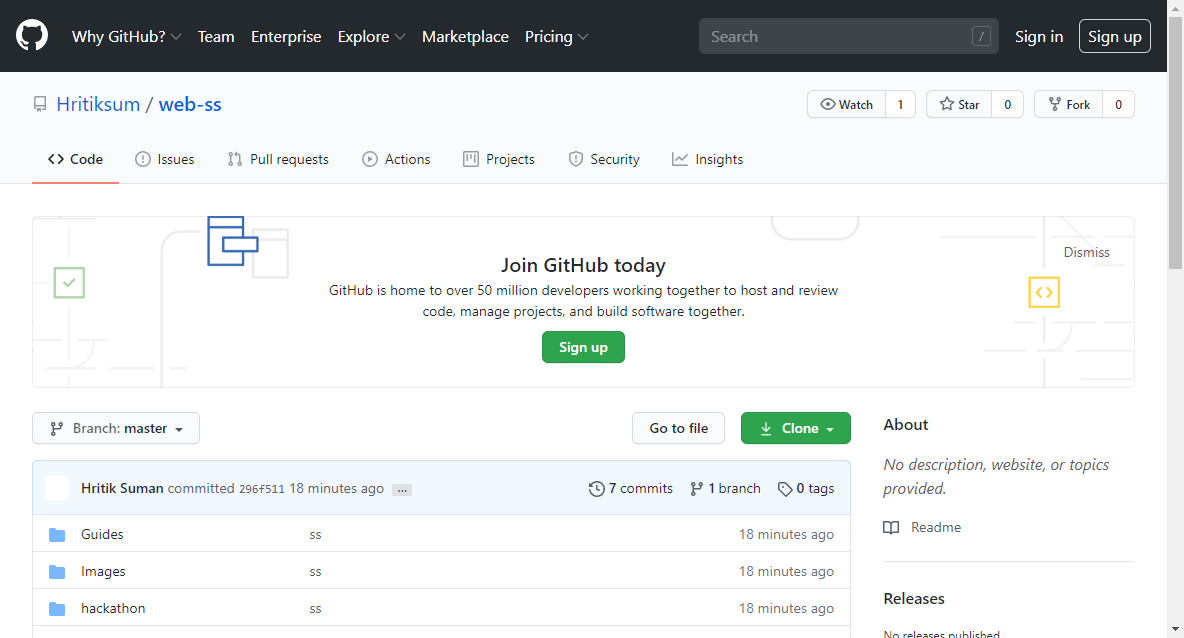 Why GitHub? Team Enterprise Explore Marketplace Pricing Search / Sign in Sign up
Hritiksum / web-ss Watch 1 Star 0 Fork 0
Code Issues Pull requests Actions Projects Security Insights
Dismiss
Join GitHub today
GitHub is home to over 50 million developers working together to host and review
code, manage projects, and build software together.
Sign up
Branch: master Go to file Clone
Hritik Suman committed 296f511 18 minutes ago ... 7 commits 1 branch 0 tags
Guides ss 18 minutes ago
Images ss 18 minutes ago
hackathon ss 18 minutes ago
About
No description, website, or topics
provided.
Readme
Releases
No releases published